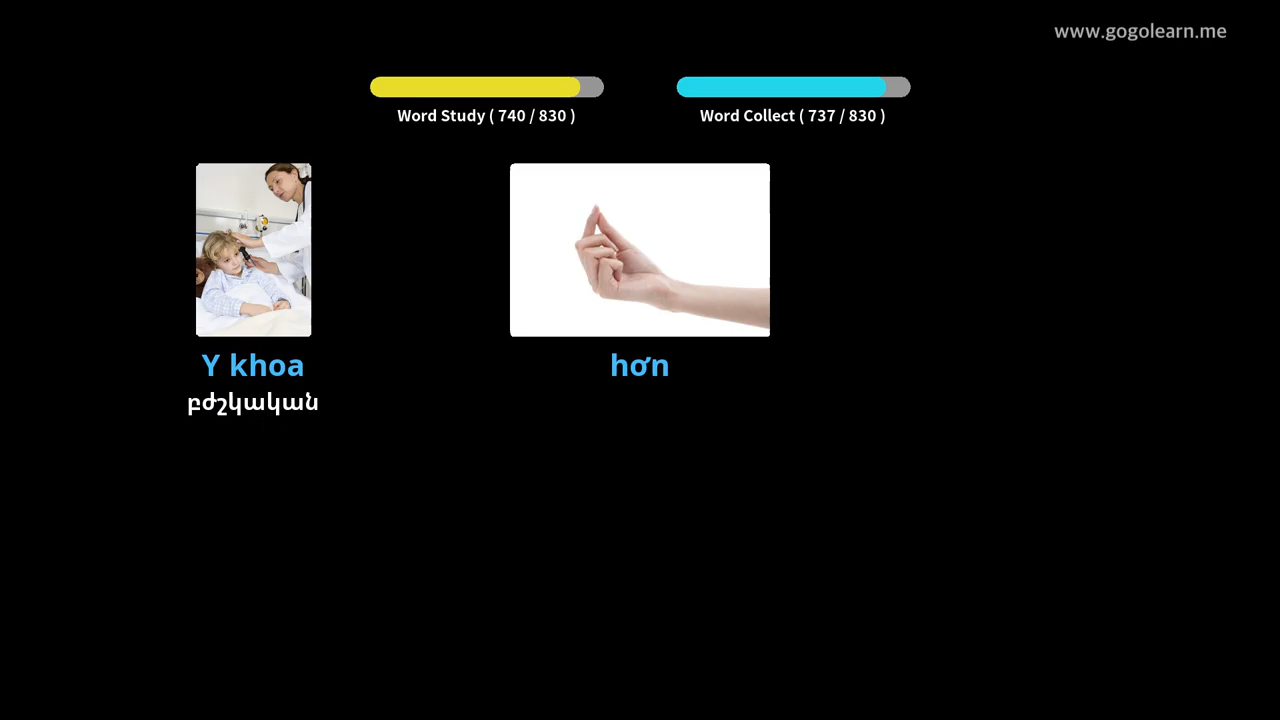 www.gogolearn.me
Word Study ( 740 / 830 )
Word Collect ( 737 / 830 )
Y khoa
բժշկական
hơn